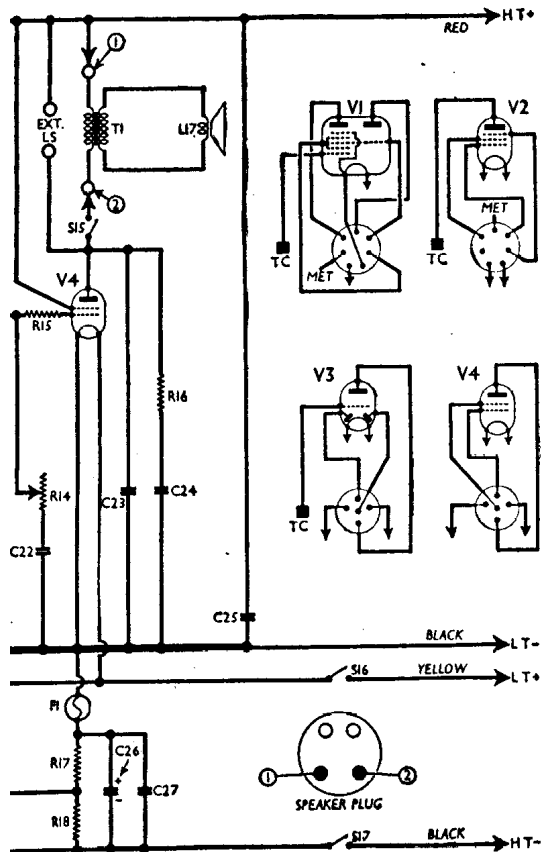 HT+
RED
①
EXT.
LS
T1
L17
②
S15
V4
R15
R16
R14
C23
C24
C22
C25
BLACK
LT-
S16
YELLOW
LT+
F1
R17
C26
+
-
C27
R18
S17
BLACK
HT-
V1
V2
TC
MET
MET
TC
V3
V4
TC
①
②
SPEAKER PLUG